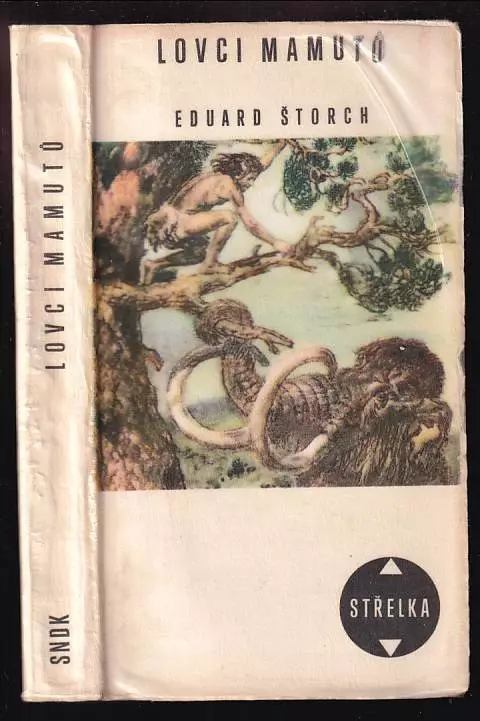 LOVCI MAMUTŮ
EDUARD ŠTORCH
STŘELKA
LOVCI MAMUTŮ
SNDK